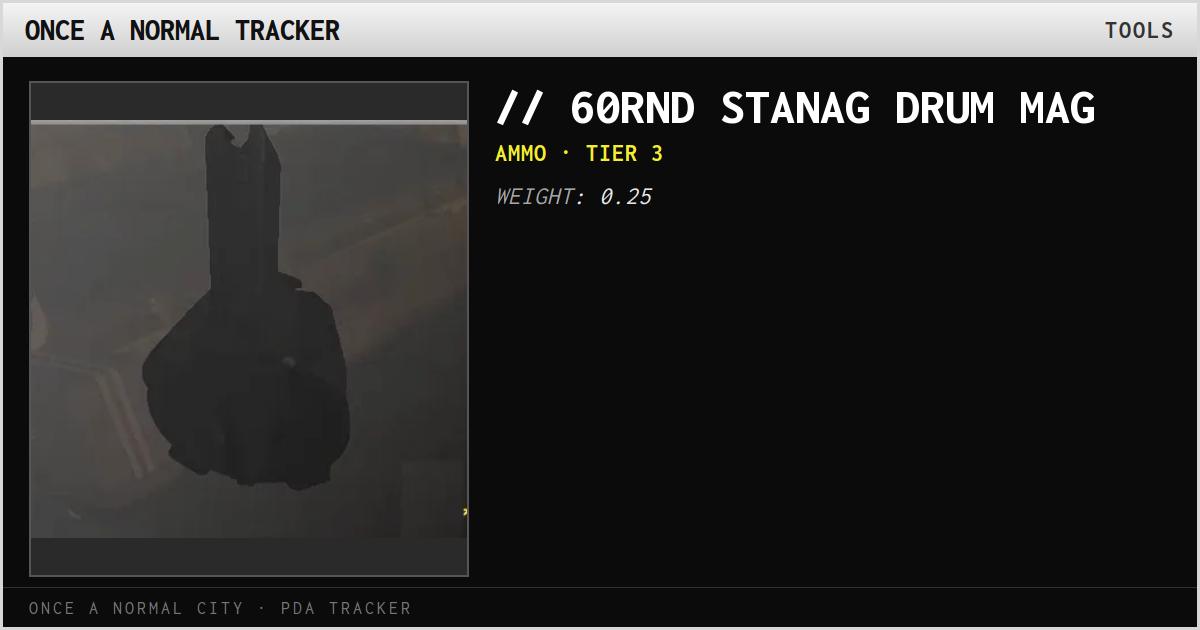 ONCE A NORMAL TRACKER
TOOLS
// 60RND STANAG DRUM MAG
AMMO · TIER 3
WEIGHT: 0.25
ONCE A NORMAL CITY · PDA TRACKER